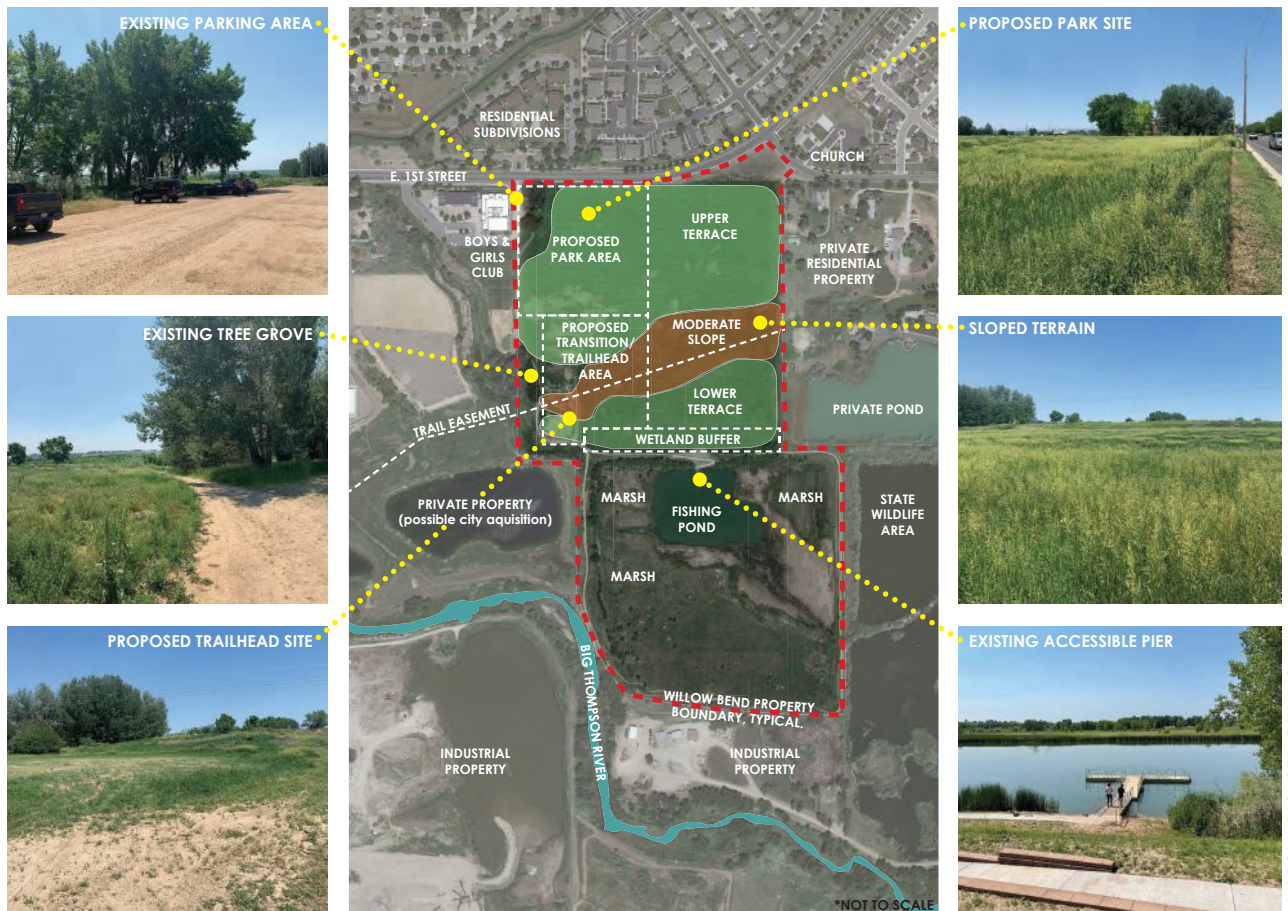 EXISTING PARKING AREA
PROPOSED PARK SITE
RESIDENTIAL
SUBDIVISIONS
CHURCH
E. 1ST STREET
BOYS &
GIRLS
CLUB
PROPOSED
PARK AREA
UPPER
TERRACE
PRIVATE
RESIDENTIAL
PROPERTY
EXISTING TREE GROVE
PROPOSED
TRANSITION/
TRAILHEAD
AREA
MODERATE
SLOPE
SLOPED TERRAIN
LOWER
TERRACE
PRIVATE POND
TRAIL EASEMENT
WETLAND BUFFER
PRIVATE PROPERTY
(possible city aquisition)
MARSH
FISHING
POND
MARSH
STATE
WILDLIFE
AREA
MARSH
PROPOSED TRAILHEAD SITE
EXISTING ACCESSIBLE PIER
BIG THOMPSON RIVER
WILLOW BEND PROPERTY
BOUNDARY, TYPICAL.
INDUSTRIAL
PROPERTY
INDUSTRIAL
PROPERTY
*NOT TO SCALE